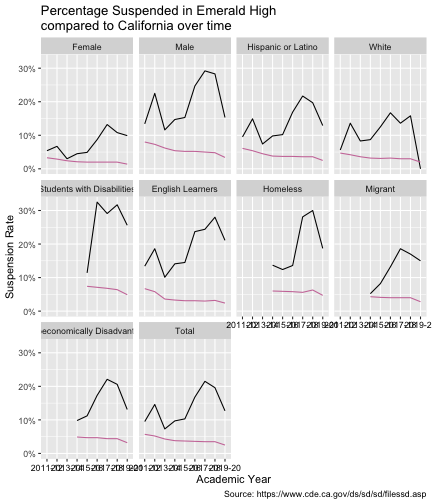 Percentage Suspended in Emerald High
compared to California over time
Female Male Hispanic or Latino White
30%
20%
10%
0%
Students with Disabilities English Learners Homeless Migrant
30%
20%
10%
0%
oeconomically Disadvant Total
30%
20%
10%
0%
Suspension Rate
Academic Year
Source: https://www.cde.ca.gov/ds/sd/sd/filessd.asp